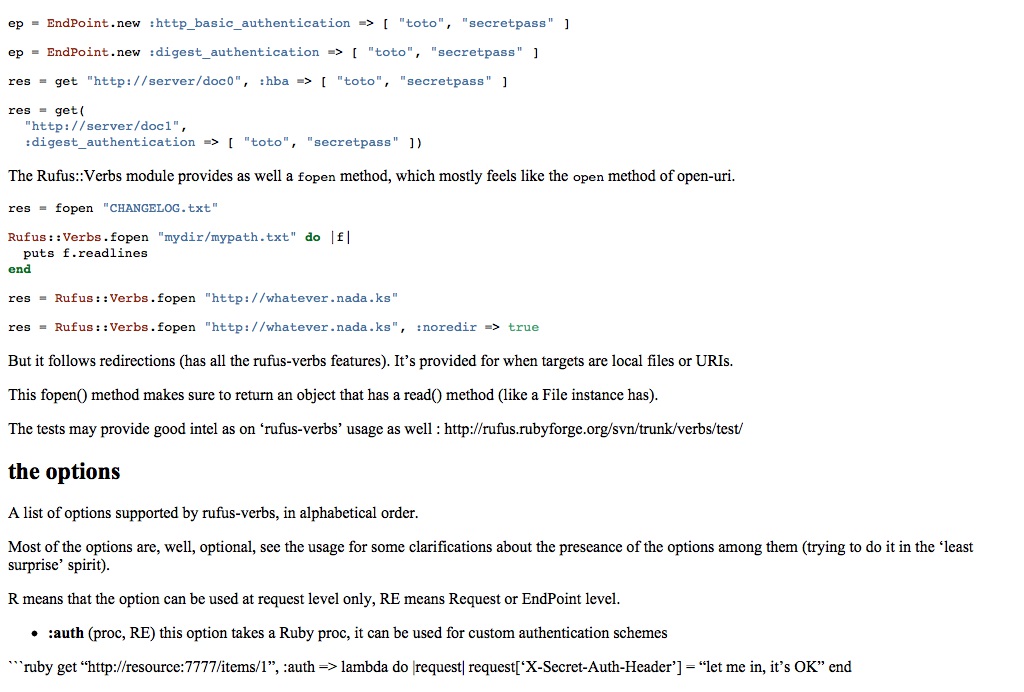 ep = EndPoint.new :http_basic_authentication => [ "toto", "secretpass" ]
ep = EndPoint.new :digest_authentication => [ "toto", "secretpass" ]
res = get "http://server/doc0", :hba => [ "toto", "secretpass" ]
res = get(
  "http://server/doc1",
  :digest_authentication => [ "toto", "secretpass" ])
The Rufus::Verbs module provides as well a fopen method, which mostly feels like the open method of open-uri.
res = fopen "CHANGELOG.txt"
Rufus::Verbs.fopen "mydir/mypath.txt" do |f|
  puts f.readlines
end
res = Rufus::Verbs.fopen "http://whatever.nada.ks"
res = Rufus::Verbs.fopen "http://whatever.nada.ks", :noredir => true
But it follows redirections (has all the rufus-verbs features). It’s provided for when targets are local files or URIs.
This fopen() method makes sure to return an object that has a read() method (like a File instance has).
The tests may provide good intel as on ‘rufus-verbs’ usage as well : http://rufus.rubyforge.org/svn/trunk/verbs/test/
the options
A list of options supported by rufus-verbs, in alphabetical order.
Most of the options are, well, optional, see the usage for some clarifications about the preseance of the options among them (trying to do it in the ‘least
surprise’ spirit).
R means that the option can be used at request level only, RE means Request or EndPoint level.
• :auth (proc, RE) this option takes a Ruby proc, it can be used for custom authentication schemes
```ruby get “http://resource:7777/items/1”, :auth => lambda do |request| request[‘X-Secret-Auth-Header’] = “let me in, it’s OK” end